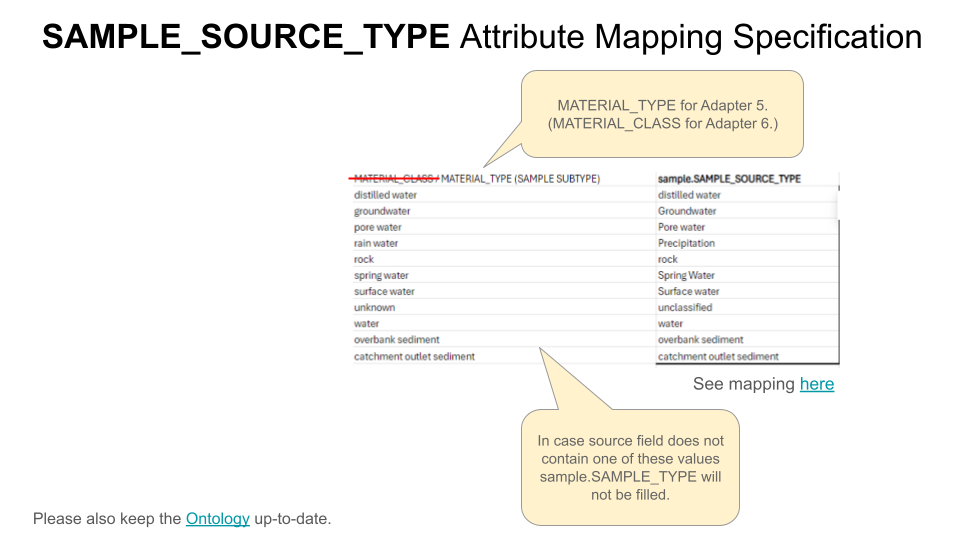 SAMPLE_SOURCE_TYPE Attribute Mapping Specification
MATERIAL_TYPE for Adapter 5.
(MATERIAL_CLASS for Adapter 6.)
MATERIAL_CLASS / MATERIAL_TYPE (SAMPLE SUBTYPE) sample.SAMPLE_SOURCE_TYPE
distilled water distilled water
groundwater Groundwater
pore water Pore water
rain water Precipitation
rock rock
spring water Spring Water
surface water Surface water
unknown unclassified
water water
overbank sediment overbank sediment
catchment outlet sediment catchment outlet sediment
See mapping here
In case source field does not
contain one of these values
sample.SAMPLE_TYPE will
not be filled.
Please also keep the Ontology up-to-date.